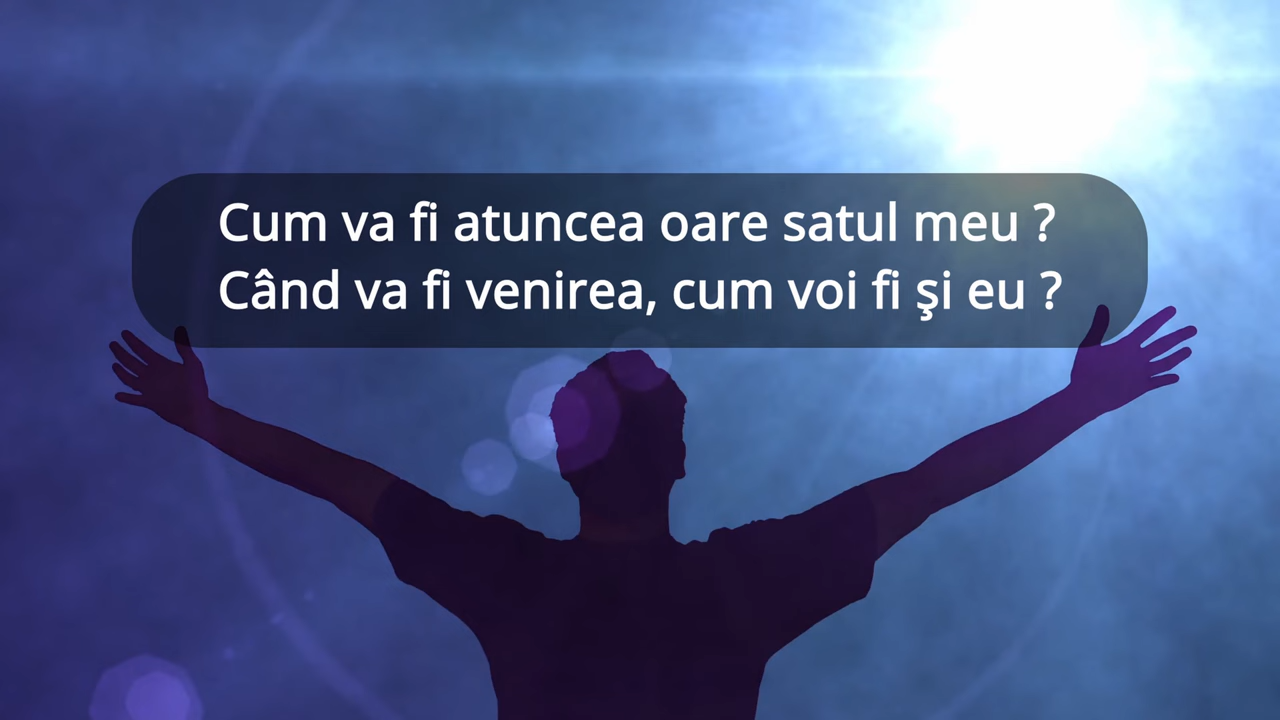 Cum va fi atuncea oare satul meu ?
Când va fi venirea, cum voi fi şi eu ?